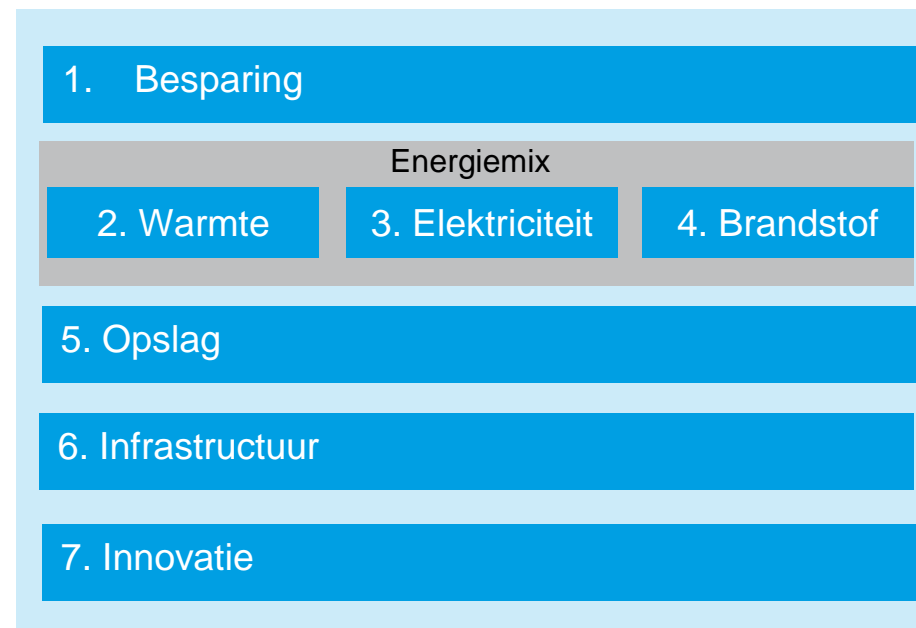 1. Besparing
Energiemix
2. Warmte
3. Elektriciteit
4. Brandstof
5. Opslag
6. Infrastructuur
7. Innovatie